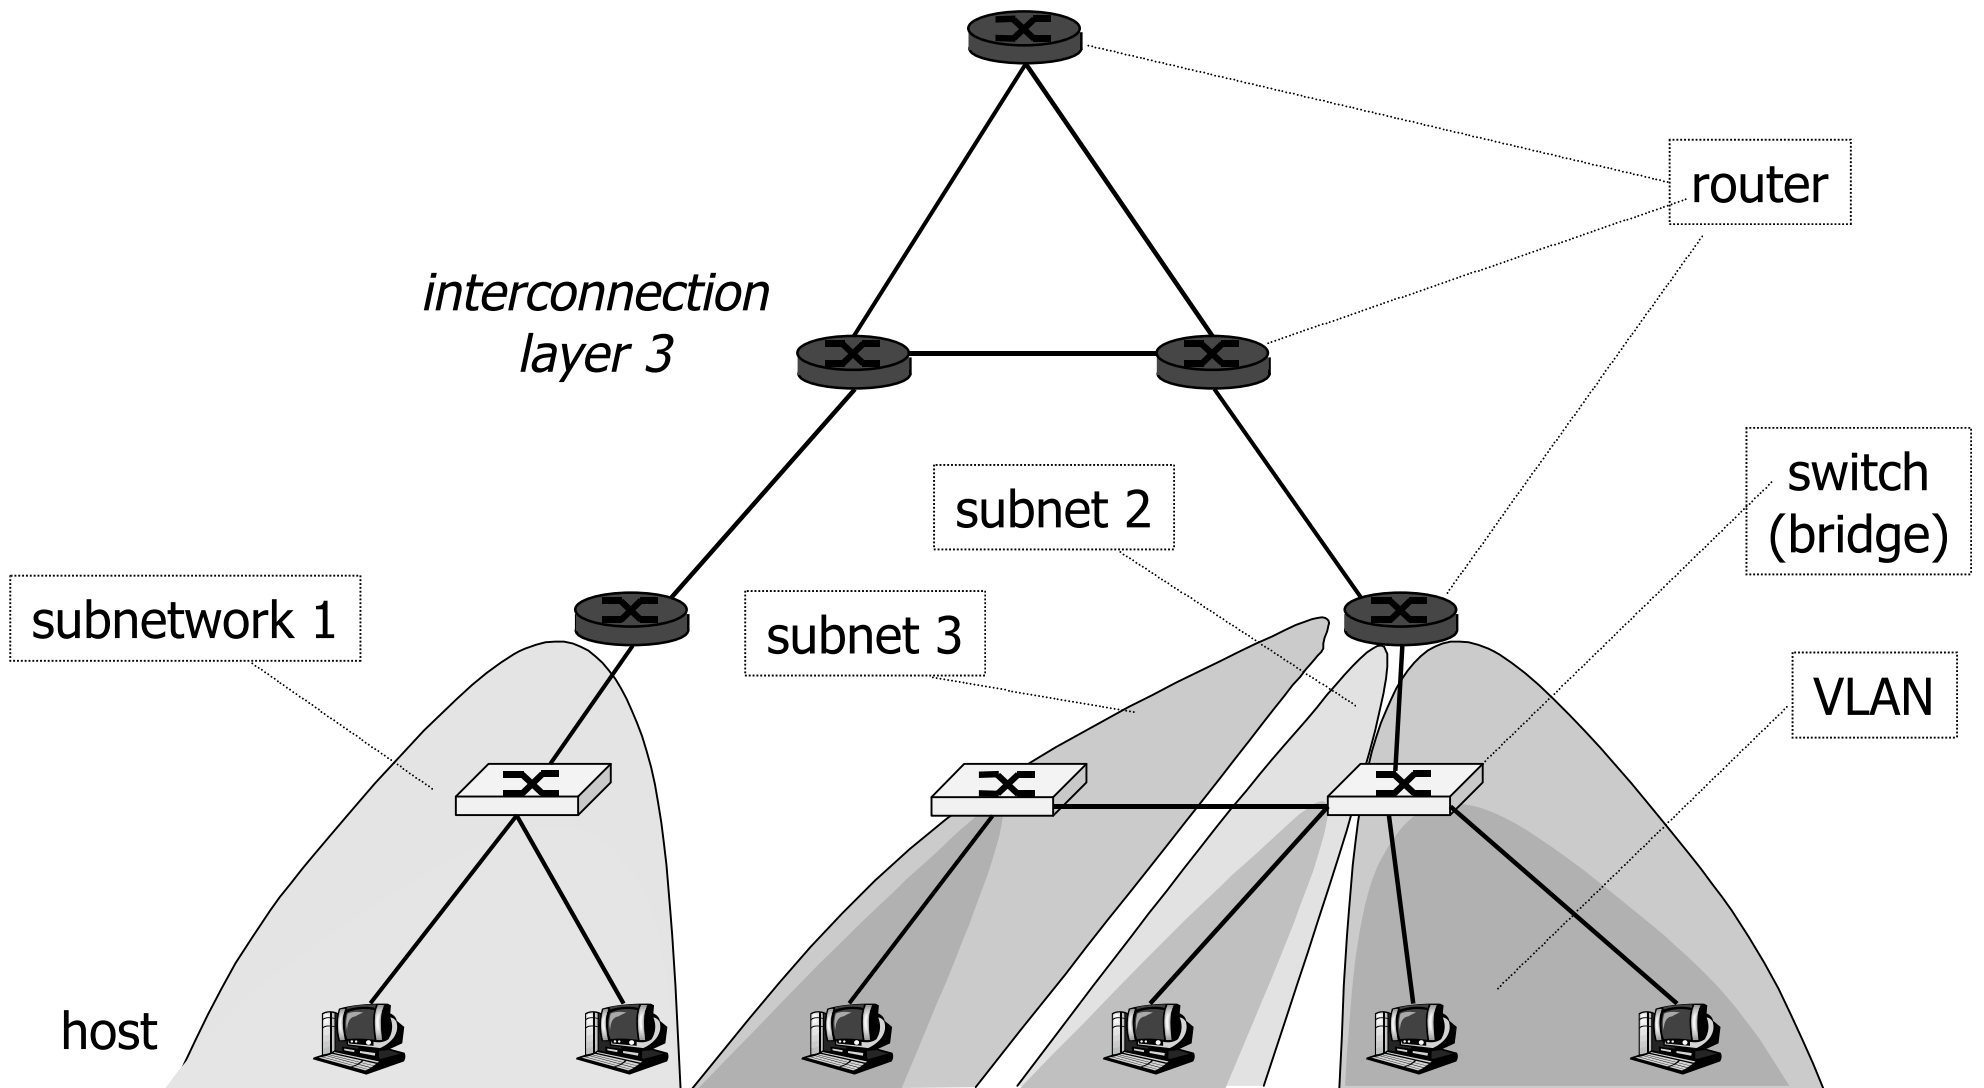 router
interconnection
layer 3
switch
(bridge)
subnet 2
subnetwork 1
subnet 3
VLAN
host